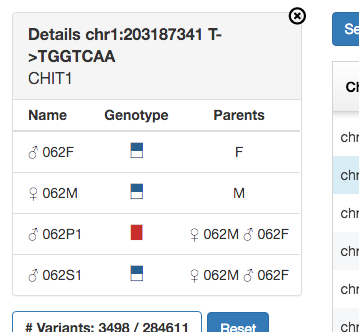 Details chr1:203187341 T-
>TGGTCAA
CHIT1
Name Genotype Parents
♂ 062F F
♀ 062M M
♂ 062P1 ♀ 062M ♂ 062F
♂ 062S1 ♀ 062M ♂ 062F
# Variants: 3498 / 284611 Reset
Se
Ch
chr
chr
chr
chr
chr
chr